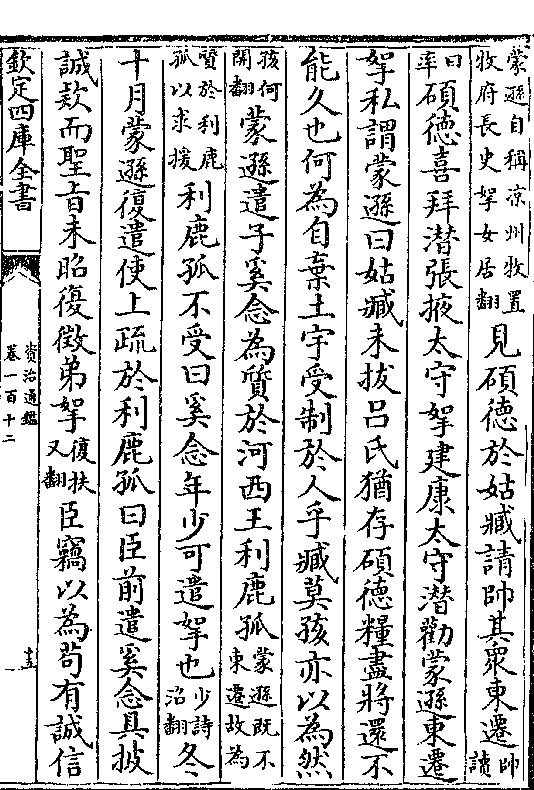 蒙遜自稱凉州牧置牧府長史挐女居翻見碩德於姑臧請帥其衆東遷帥讀
曰率碩德喜拜潜張掖太守挐建康太守潜勸蒙遜東遷
挐私謂蒙遜曰姑臧未拔吕氏猶存碩德糧盡將還不
能久也何為自棄土宇受制於人乎臧莫孩亦以為然
孩何開翻蒙遜遣子奚念為質於河西王利鹿孤蒙遜既不東遷故為
質於利鹿孤以求援利鹿孤不受曰奚念年少可遣挐也少詩沼翻冬
十月蒙遜復遣使上疏於利鹿孤曰臣前遣奚念具披
誠欵而聖旨未昭復徵弟挐復扶又翻臣竊以為苟有誠信
欽定四庫全書
資治通鑑
卷一百十二